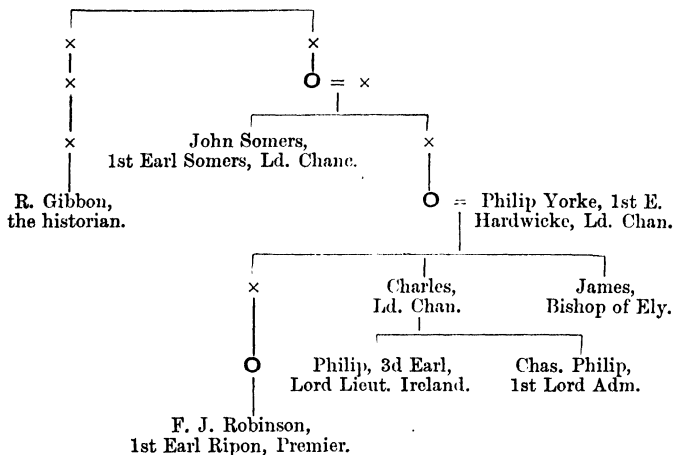 ×
×
×
O = ×
×
John Somers,
1st Earl Somers, Ld. Chanc.
×
R. Gibbon,
the historian.
O = Philip Yorke, 1st E.
Hardwicke, Ld. Chan.
×
Charles,
Ld. Chan.
James,
Bishop of Ely.
O
Philip, 3d Earl,
Lord Lieut. Ireland.
Chas. Philip,
1st Lord Adm.
F. J. Robinson,
1st Earl Ripon, Premier.